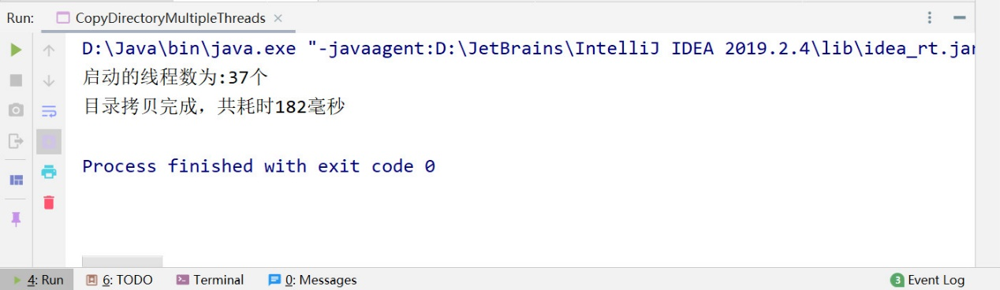 Run: CopyDirectoryMultipleThreads
D:\Java\bin\java.exe "-javaagent:D:\JetBrains\IntelliJ IDEA 2019.2.4\lib\idea_rt.jar
启动的线程数为:37个
目录拷贝完成，共耗时182毫秒
Process finished with exit code 0
4: Run 6: TODO Terminal 0: Messages 3 Event Log